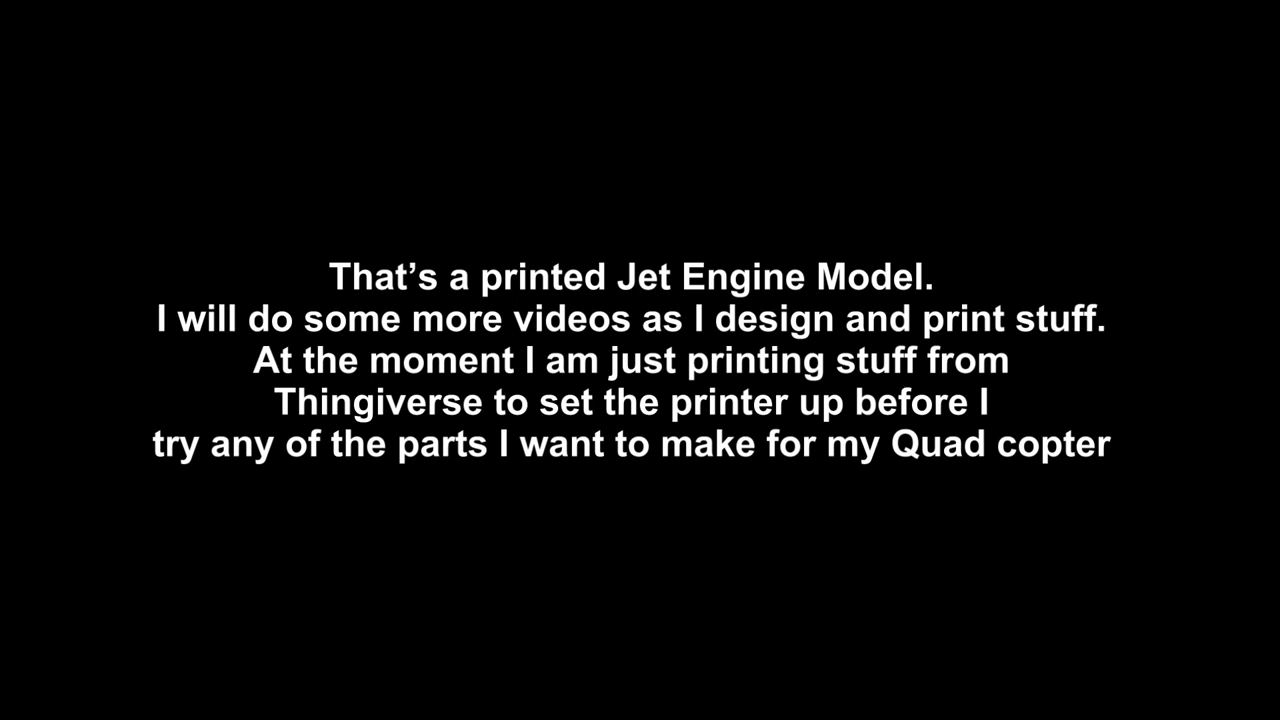 That’s a printed Jet Engine Model.
I will do some more videos as I design and print stuff.
At the moment I am just printing stuff from
Thingiverse to set the printer up before I
try any of the parts I want to make for my Quad copter